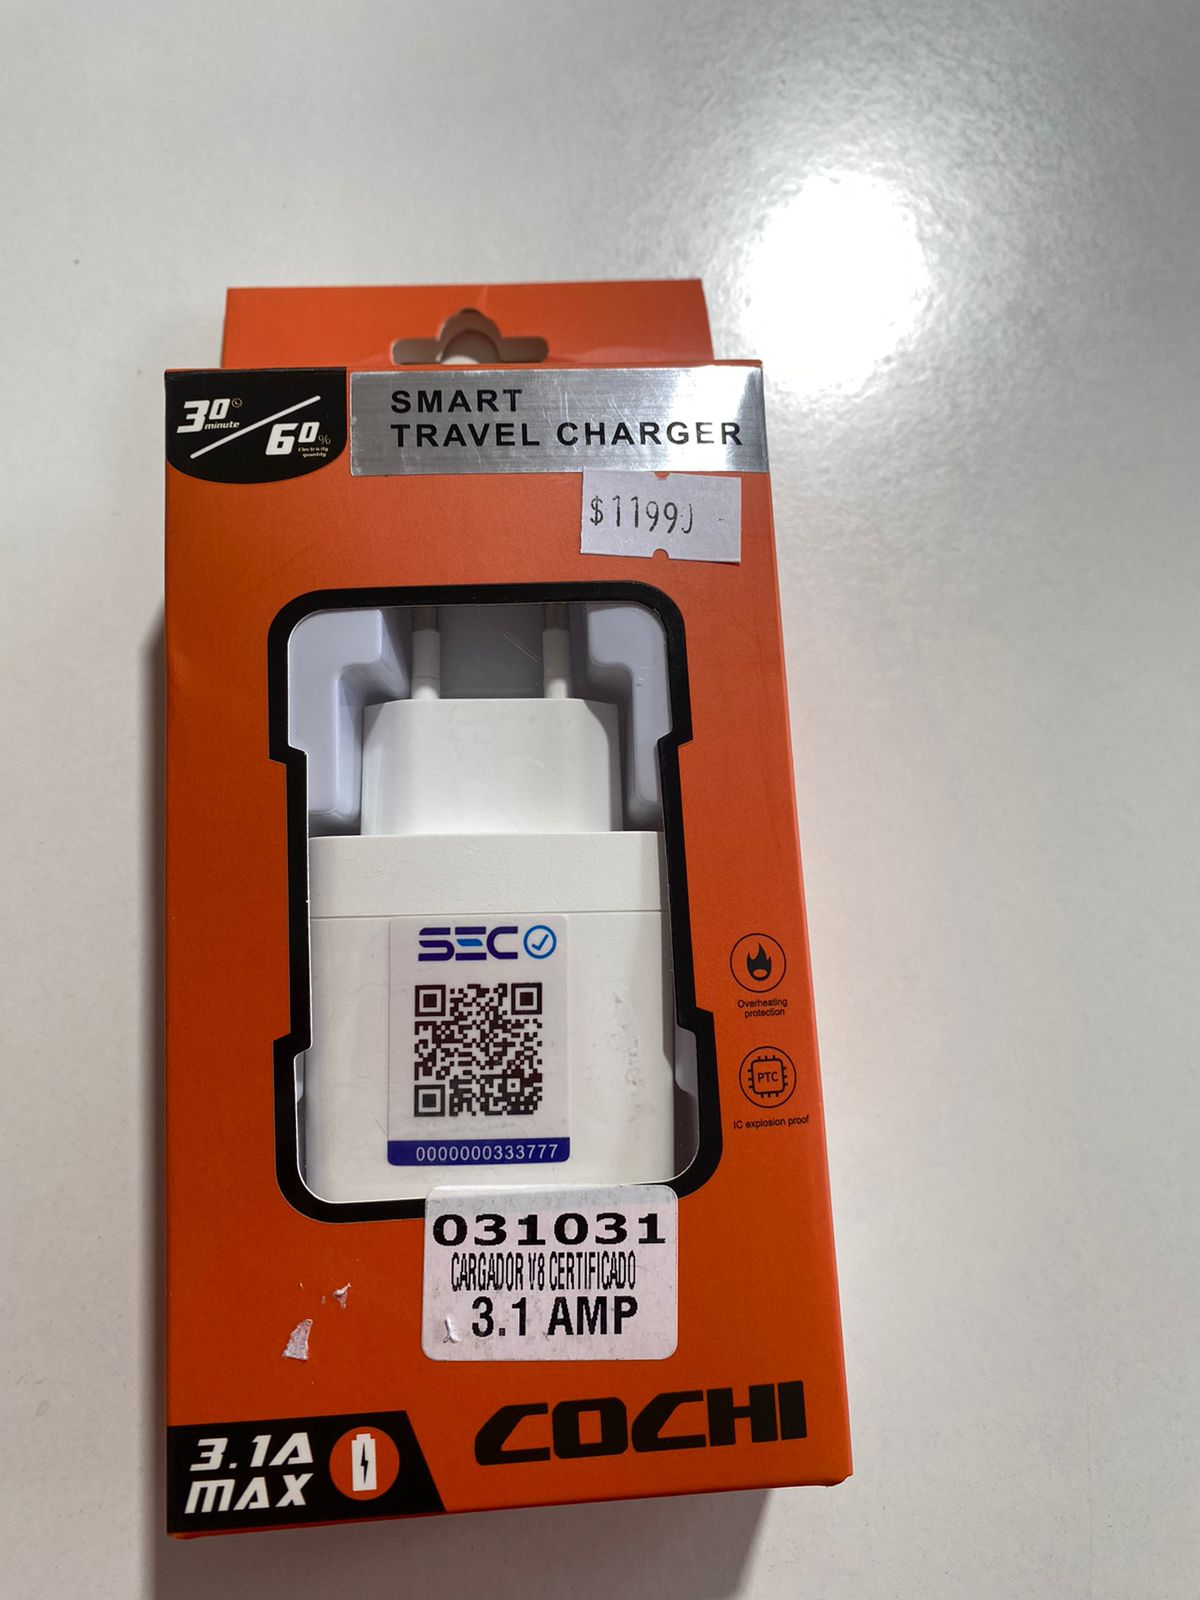 30 minute
60 %
Electricity
quantity
SMART
TRAVEL CHARGER
SEC
0000000333777
Overheating
protection
PTC
IC explosion proof
031031
CARGADOR V8 CERTIFICADO
3.1 AMP
COCHI
3.1A
MAX